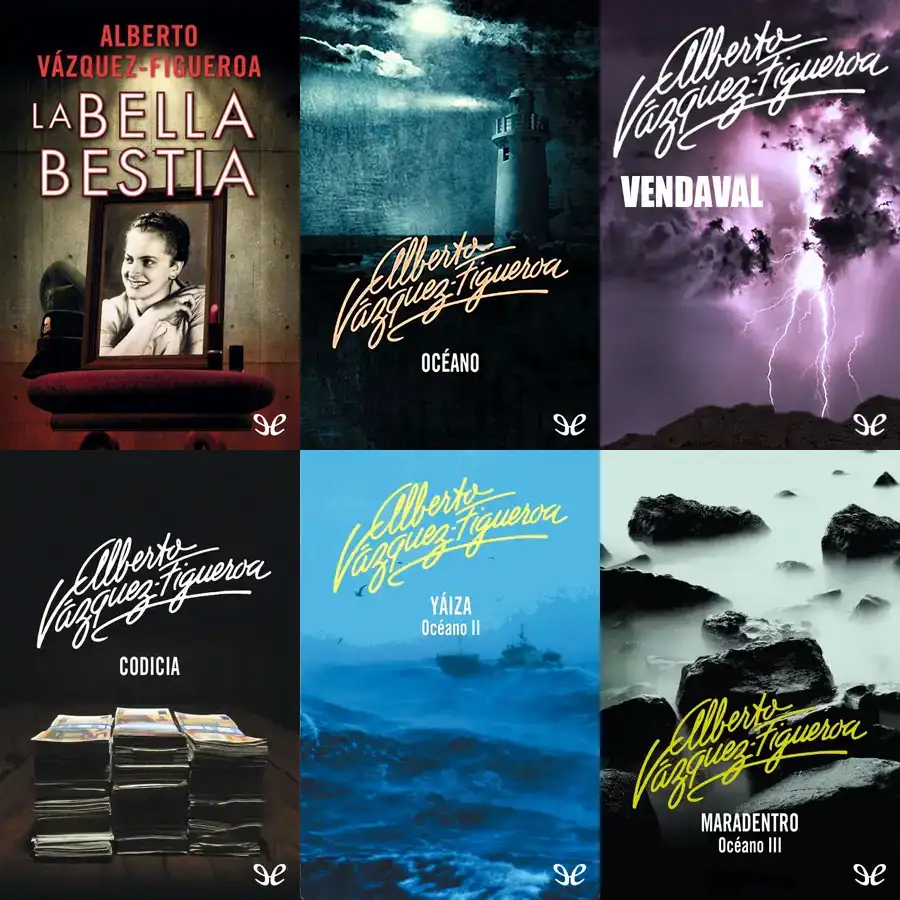 ALBERTO
VÁZQUEZ-FIGUEROA
LA BELLA
BESTIA
Alberto
Vázquez-Figueroa
OCÉANO
Alberto
Vázquez-Figueroa
VENDAVAL
Alberto
Vázquez-Figueroa
CODICIA
Alberto
Vázquez-Figueroa
YÁIZA
Océano II
Alberto
Vázquez-Figueroa
MARADENTRO
Océano III